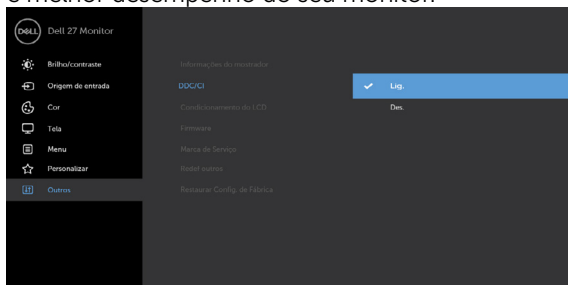 o melhor desempenho do seu monitor.
DELL Dell 27 Monitor
Brilho/contraste
Informações do mostrador
Origem de entrada
DDC/CI
Lig.
Cor
Condicionamento do LCD
Des.
Tela
Firmware
Menu
Marca de Serviço
Personalizar
Redef outros
Outros
Restaurar Config. de Fábrica